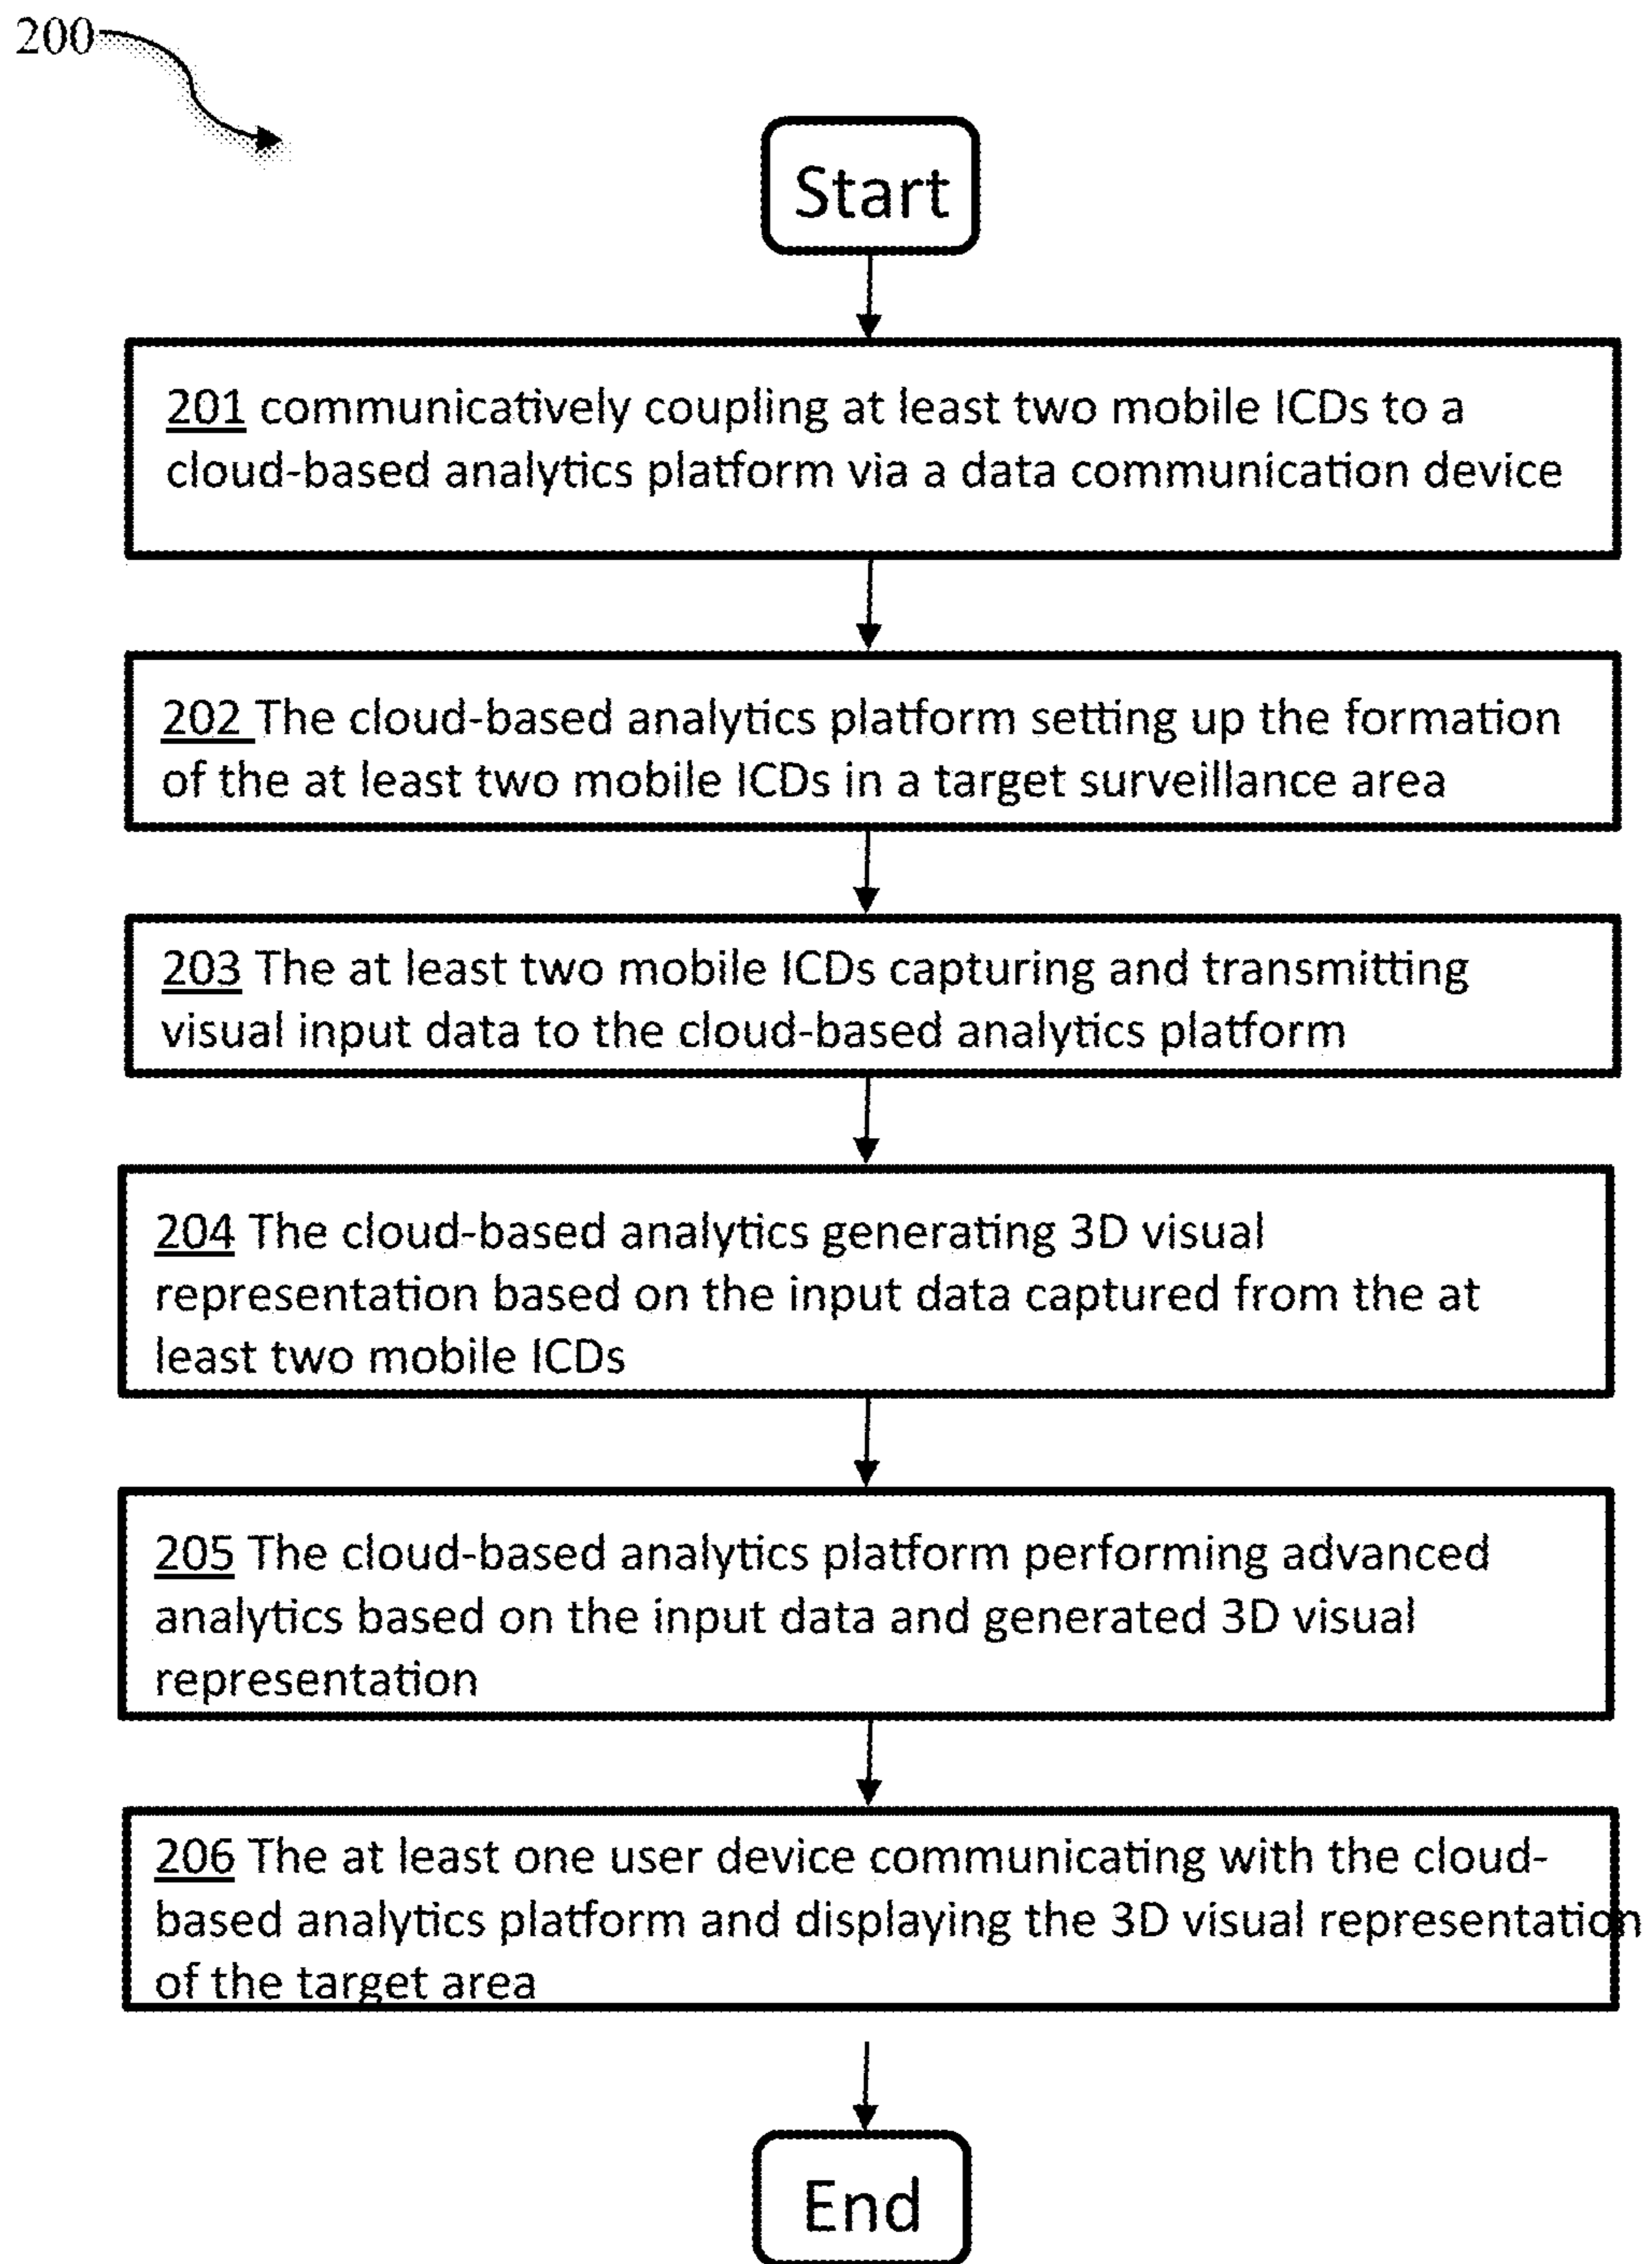 200
Start
201 communicatively coupling at least two mobile ICDs to a
cloud-based analytics platform via a data communication device
202 The cloud-based analytics platform setting up the formation
of the at least two mobile ICDs in a target surveillance area
203 The at least two mobile ICDs capturing and transmitting
visual input data to the cloud-based analytics platform
204 The cloud-based analytics generating 3D visual
representation based on the input data captured from the at
least two mobile ICDs
205 The cloud-based analytics platform performing advanced
analytics based on the input data and generated 3D visual
representation
206 The at least one user device communicating with the cloud-
based analytics platform and displaying the 3D visual representation
of the target area
End